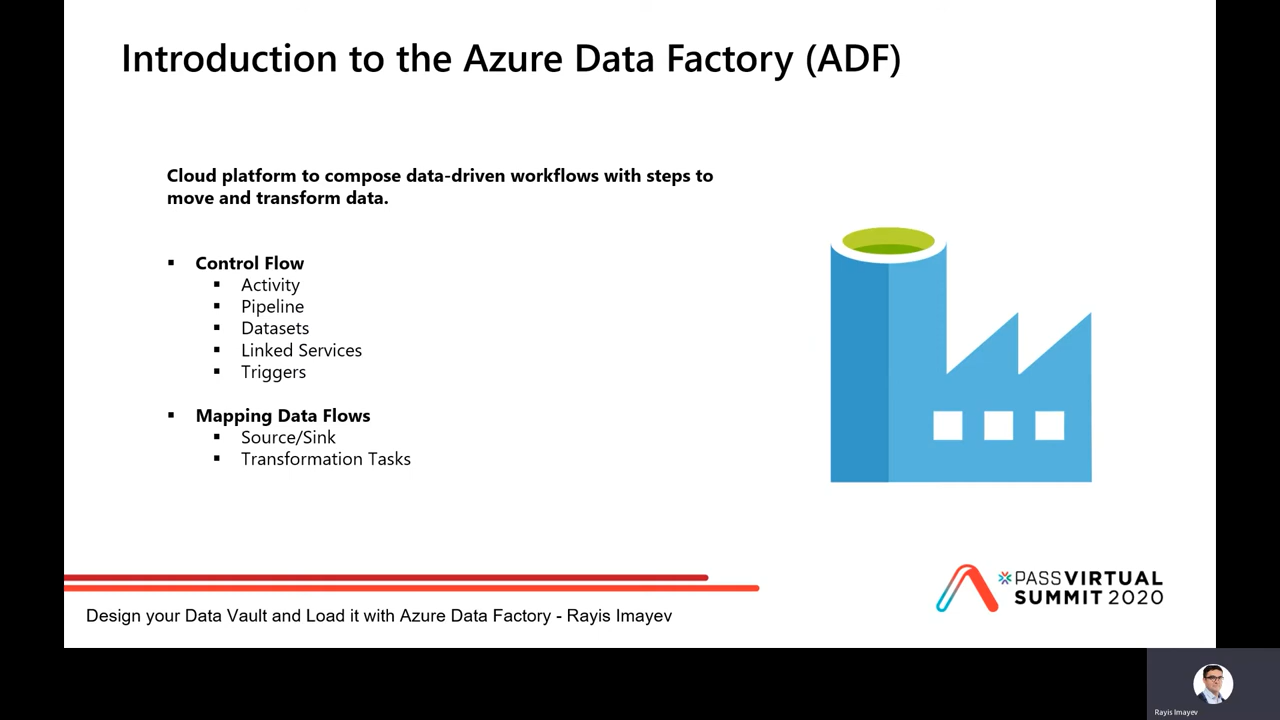 Introduction to the Azure Data Factory (ADF)
Cloud platform to compose data-driven workflows with steps to
move and transform data.
▪ Control Flow
▪ Activity
▪ Pipeline
▪ Datasets
▪ Linked Services
▪ Triggers
▪ Mapping Data Flows
▪ Source/Sink
▪ Transformation Tasks
PASS VIRTUAL
SUMMIT 2020
Design your Data Vault and Load it with Azure Data Factory - Rayis Imayev
Rayis Imayev